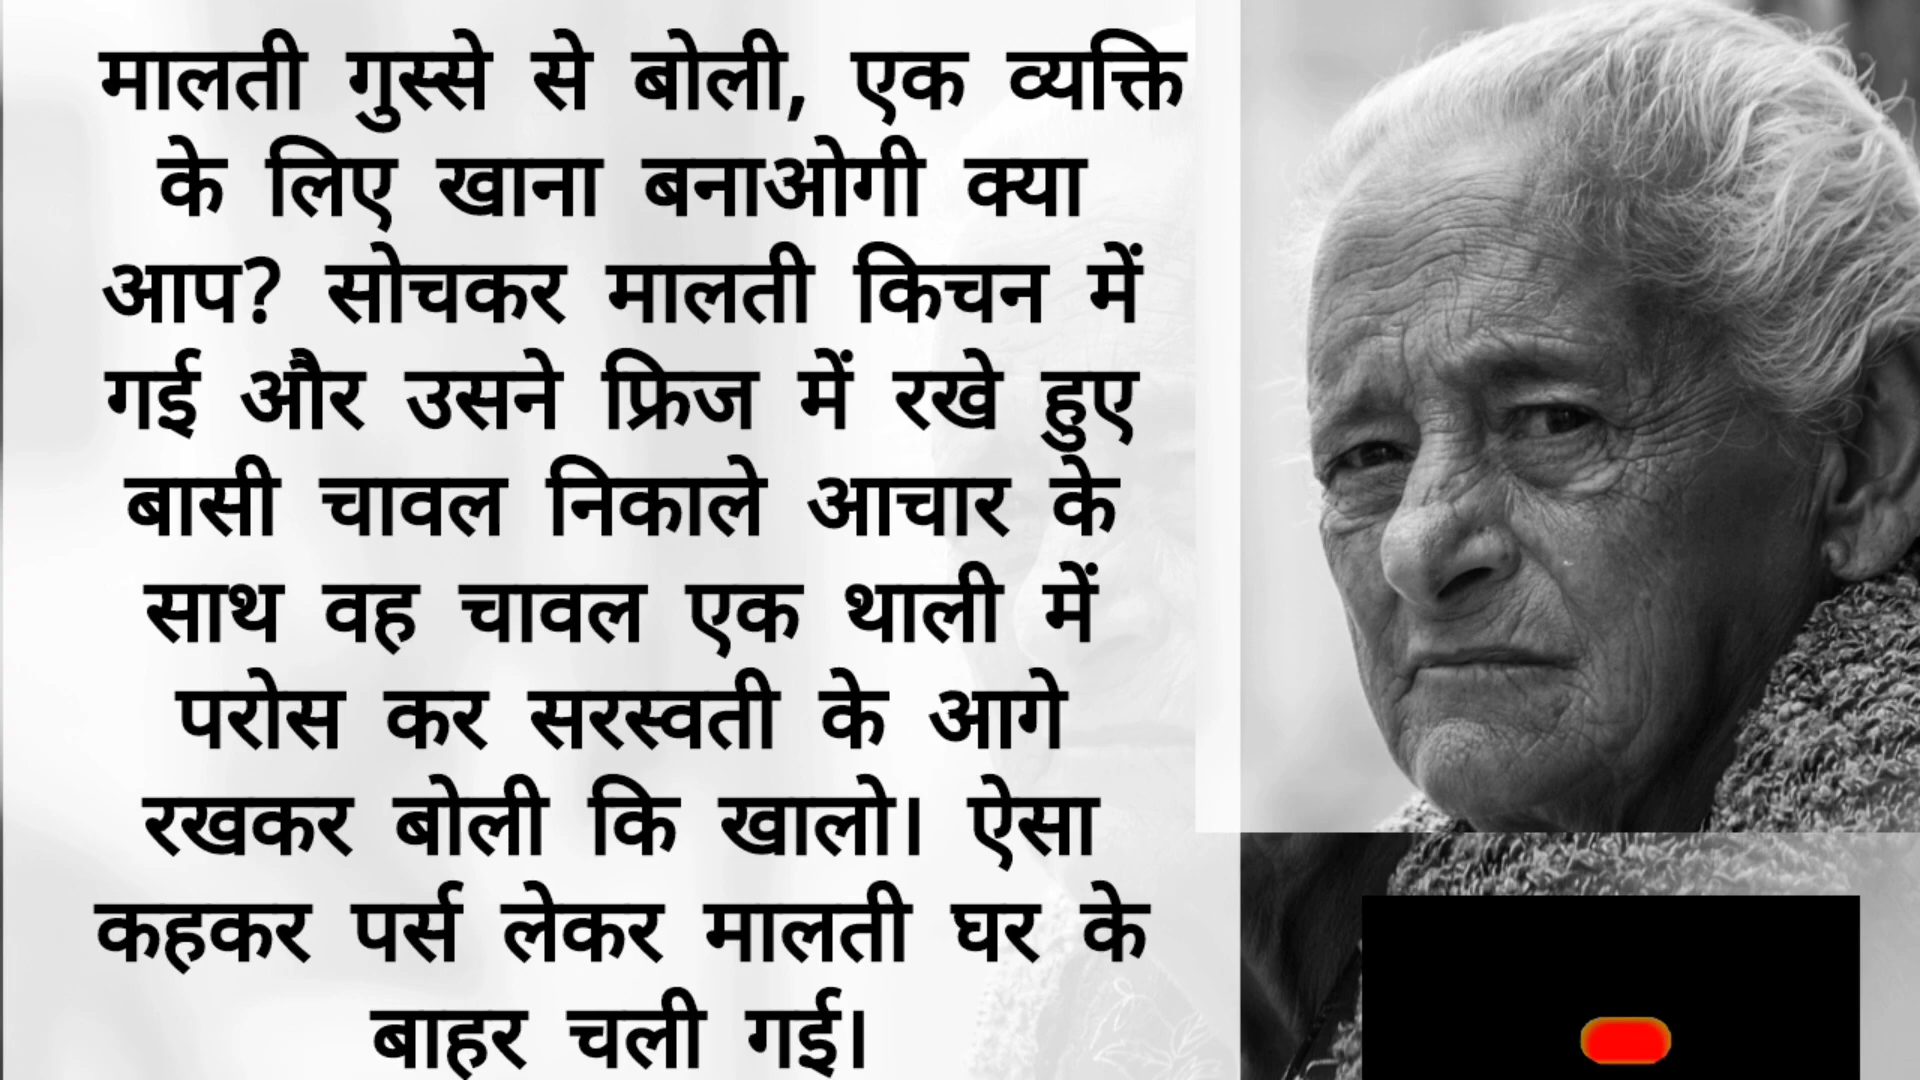 मालती गुस्से से बोली, एक व्यक्ति
के लिए खाना बनाओगी क्या
आप? सोचकर मालती किचन में
गई और उसने फ्रिज में रखे हुए
बासी चावल निकाले आचार के
साथ वह चावल एक थाली में
परोस कर सरस्वती के आगे
रखकर बोली कि खालो। ऐसा
कहकर पर्स लेकर मालती घर के
बाहर चली गई।